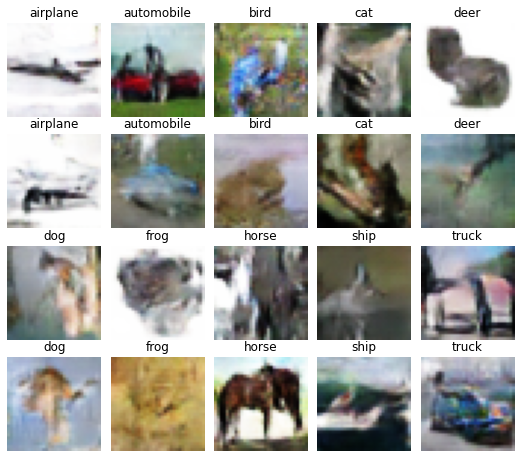 airplane automobile bird cat deer
airplane automobile bird cat deer
dog frog horse ship truck
dog frog horse ship truck